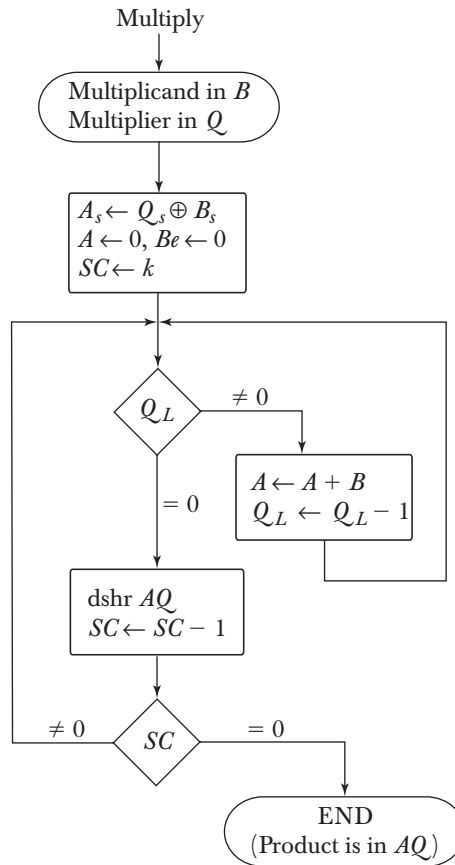 Multiply
Multiplicand in B
Multiplier in Q
A_s ← Q_s ⊕ B_s
A ← 0, Be ← 0
SC ← k
Q_L
≠ 0
A ← A + B
Q_L ← Q_L − 1
= 0
dshr AQ
SC ← SC − 1
≠ 0
SC
= 0
END
(Product is in AQ)